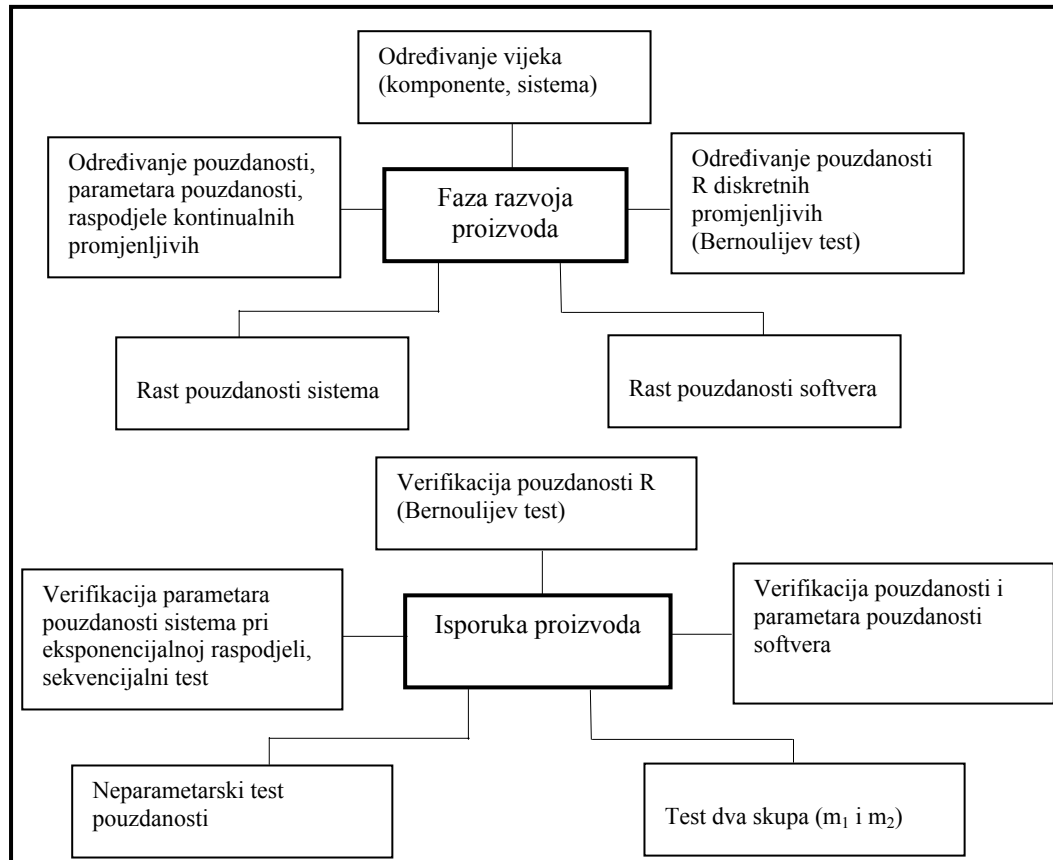 Određivanje vijeka
(komponente, sistema)
Određivanje pouzdanosti,
parametara pouzdanosti,
raspodjele kontinualnih
promjenljivih
Faza razvoja
proizvoda
Određivanje pouzdanosti
R diskretnih
promjenljivih
(Bernoulijev test)
Rast pouzdanosti sistema
Rast pouzdanosti softvera
Verifikacija pouzdanosti R
(Bernoulijev test)
Verifikacija parametara
pouzdanosti sistema pri
eksponencijalnoj raspodjeli,
sekvencijalni test
Isporuka proizvoda
Verifikacija pouzdanosti i
parametara pouzdanosti
softvera
Neparametarski test
pouzdanosti
Test dva skupa (m₁ i m₂)